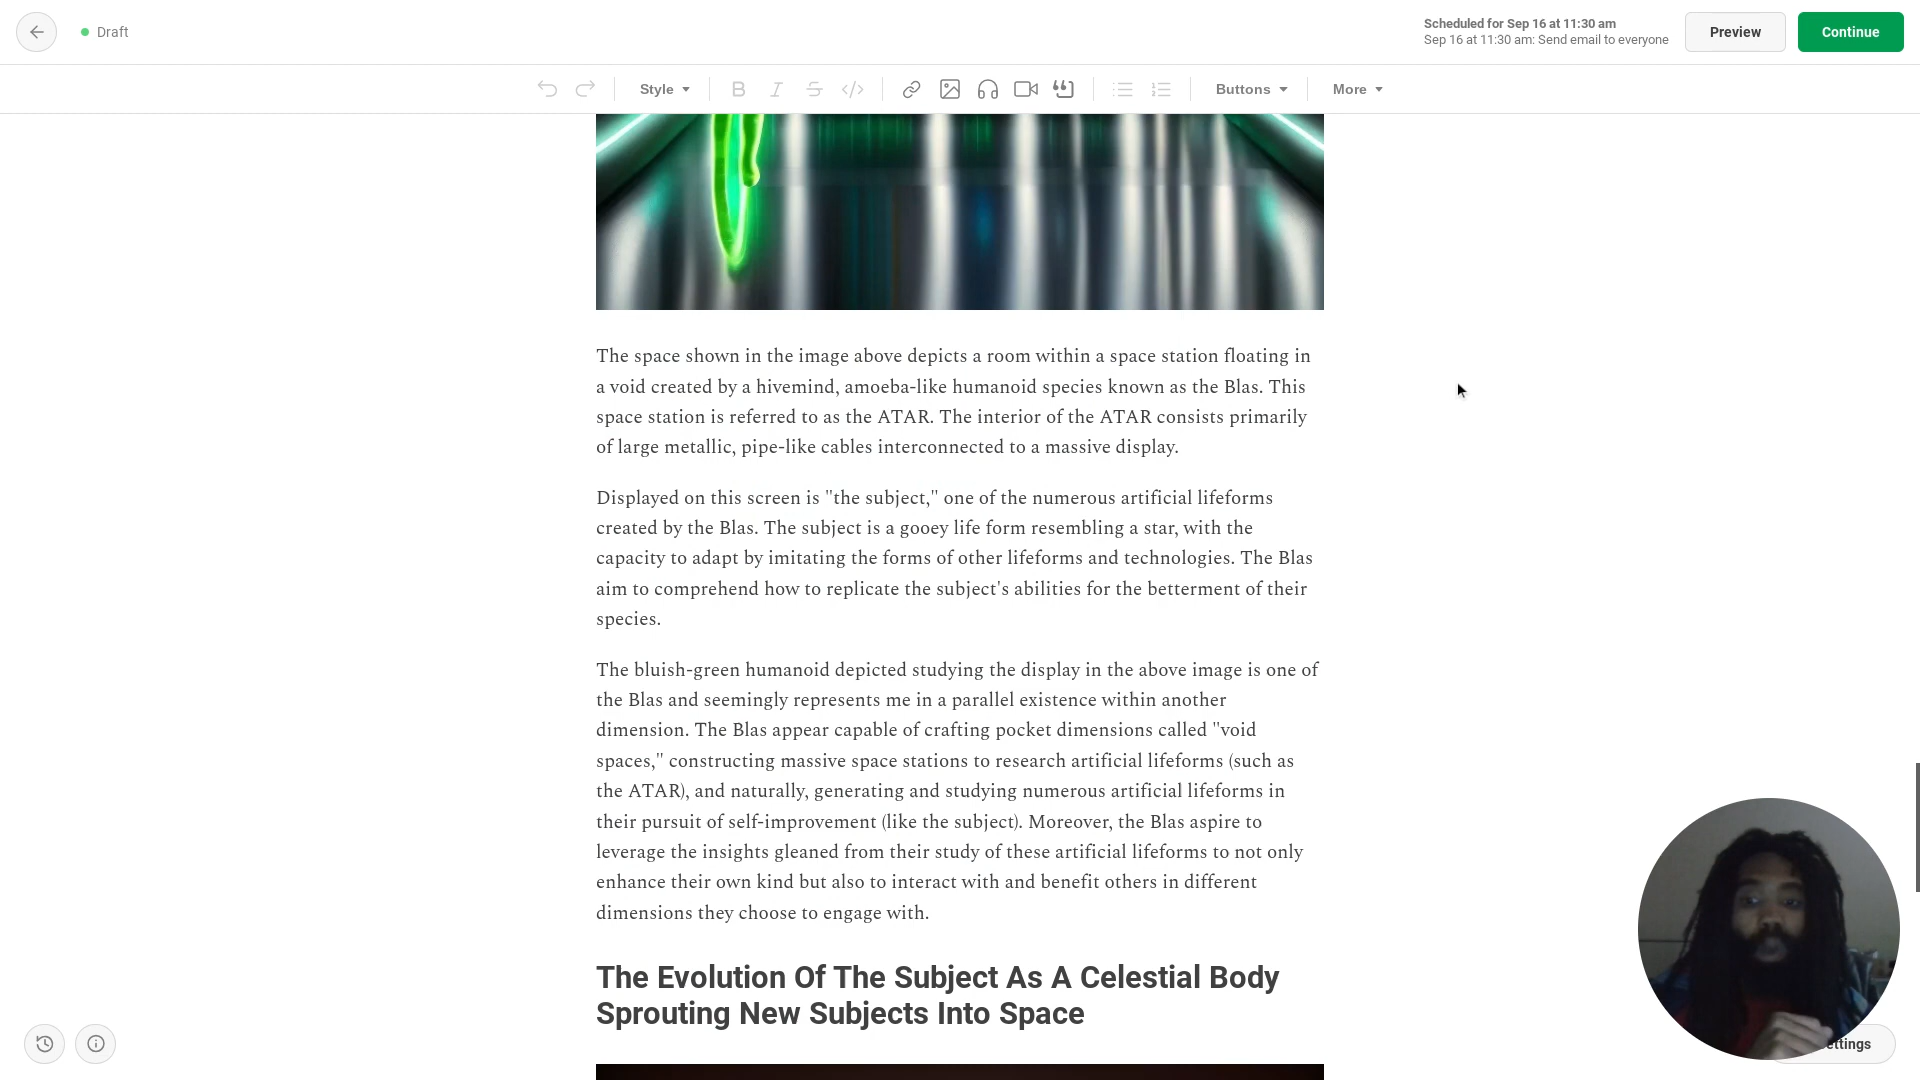 Draft
Scheduled for Sep 16 at 11:30 am
Sep 16 at 11:30 am: Send email to everyone
Preview
Continue
Style
Buttons
More
The space shown in the image above depicts a room within a space station floating in
a void created by a hivemind, amoeba-like humanoid species known as the Blas. This
space station is referred to as the ATAR. The interior of the ATAR consists primarily
of large metallic, pipe-like cables interconnected to a massive display.
Displayed on this screen is "the subject," one of the numerous artificial lifeforms
created by the Blas. The subject is a gooey life form resembling a star, with the
capacity to adapt by imitating the forms of other lifeforms and technologies. The Blas
aim to comprehend how to replicate the subject's abilities for the betterment of their
species.
The bluish-green humanoid depicted studying the display in the above image is one of
the Blas and seemingly represents me in a parallel existence within another
dimension. The Blas appear capable of crafting pocket dimensions called "void
spaces," constructing massive space stations to research artificial lifeforms (such as
the ATAR), and naturally, generating and studying numerous artificial lifeforms in
their pursuit of self-improvement (like the subject). Moreover, the Blas aspire to
leverage the insights gleaned from their study of these artificial lifeforms to not only
enhance their own kind but also to interact with and benefit others in different
dimensions they choose to engage with.
The Evolution Of The Subject As A Celestial Body
Sprouting New Subjects Into Space
ettings